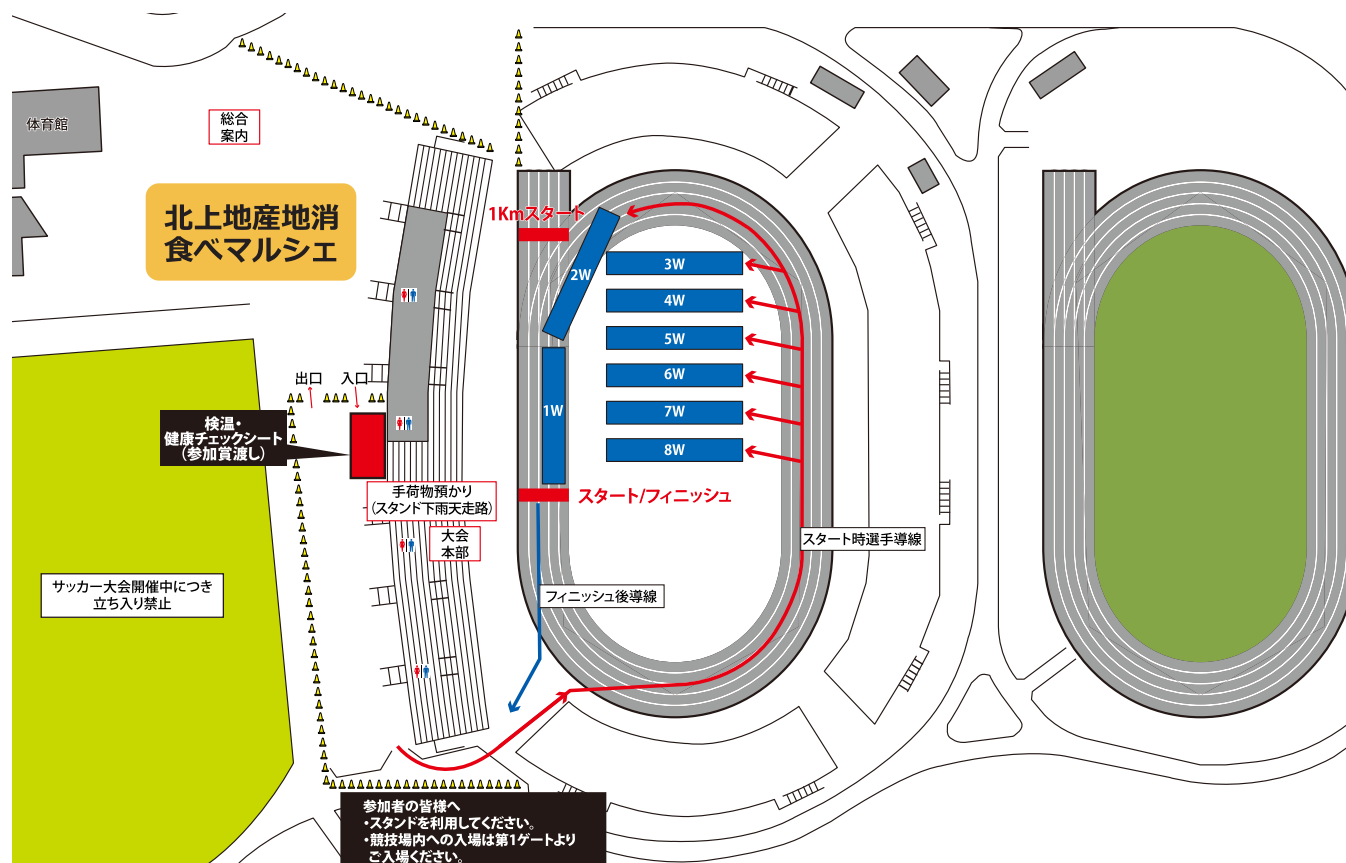 体育館
総合
案内
北上地産地消
食べマルシェ
1Kmスタート
2W
3W
4W
5W
6W
7W
8W
1W
出口
入口
検温・
健康チェックシート
(参加賞渡し)
手荷物預かり
(スタンド下雨天走路)
大会
本部
スタート/フィニッシュ
スタート時選手導線
フィニッシュ後導線
サッカー大会開催中につき
立ち入り禁止
参加者の皆様へ
・スタンドを利用してください。
・競技場内への入場は第1ゲートより
ご入場ください。